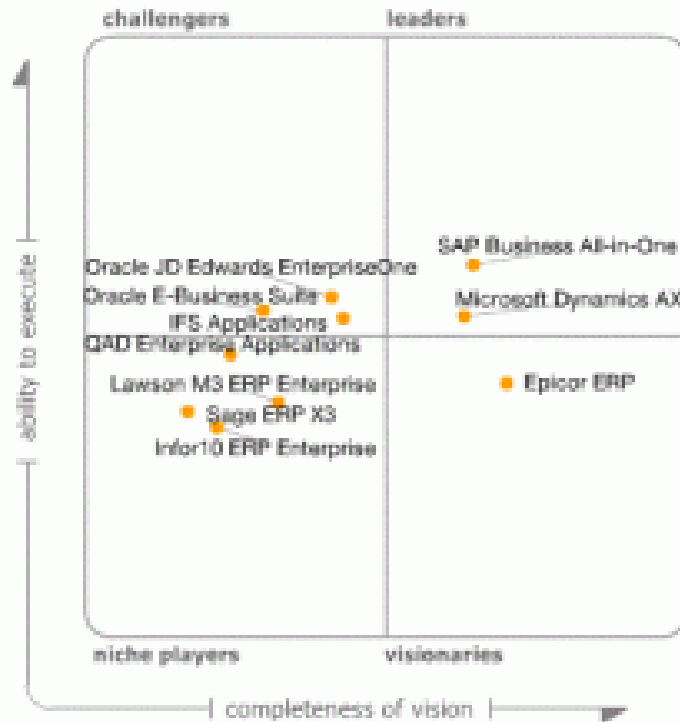 challengers
leaders
SAP Business All-in-One
Oracle JD Edwards EnterpriseOne
Oracle E-Business Suite
Microsoft Dynamics AX
IFS Applications
QAD Enterprise Applications
Lawson M3 ERP Enterprise
Epicor ERP
Sage ERP X3
Infor10 ERP Enterprise
niche players
visionaries
ability to execute
completeness of vision